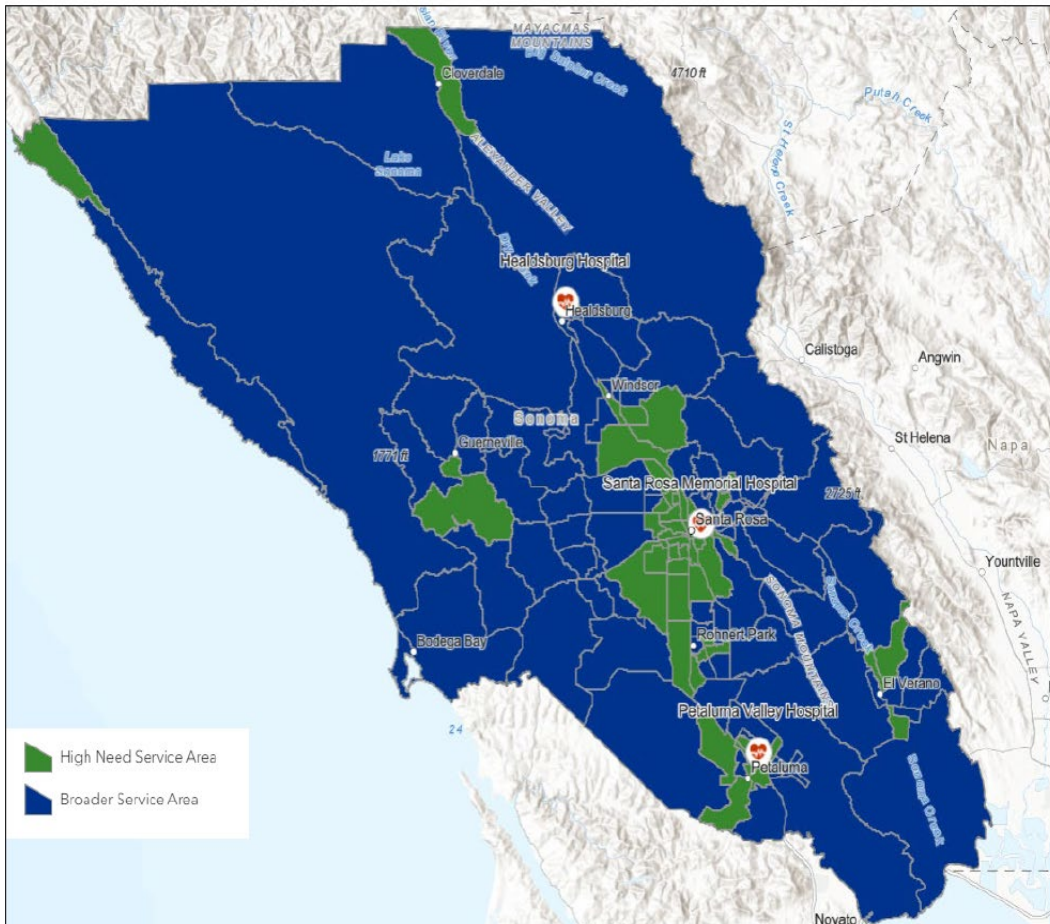 MAYACMAS
MOUNTAINS
Big Sulphur Creek
4710 ft
Cloverdale
Putah Creek
St Helena Creek
Lake
Sonoma
ALEXANDER VALLEY
Healdsburg Hospital
Healdsburg
Calistoga
Angwin
Windsor
Sonoma
Guerneville
1771 ft
St Helena
Napa
Santa Rosa Memorial Hospital
2725 ft
Santa Rosa
Yountville
NAPA VALLEY
SONOMA MOUNTAINS
Sonoma Creek
Rohnert Park
Bodega Bay
El Verano
Petaluma Valley Hospital
24
High Need Service Area
Petaluma
Sonoma Creek
Broader Service Area
Novato